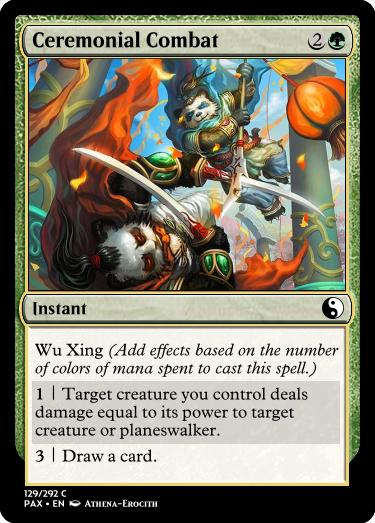 Ceremonial Combat 2
Instant
Wu Xing (Add effects based on the number
of colors of mana spent to cast this spell.)
1 | Target creature you control deals
damage equal to its power to target
creature or planeswalker.
3 | Draw a card.
129/292 C
PAX • EN Athena-Erocith